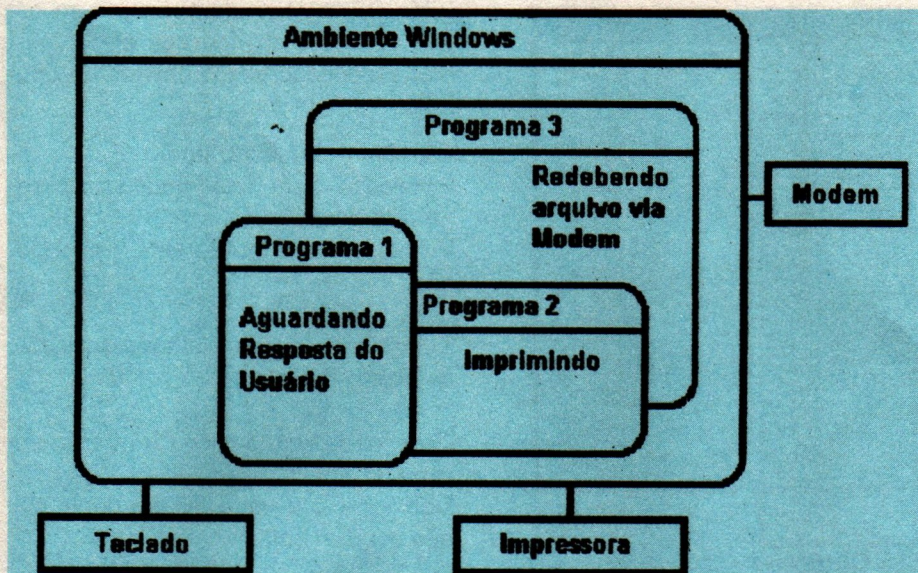 Ambiente Windows
Programa 3
Redebendo
arquivo via
Modem
Modem
Programa 1
Aguardando
Resposta do
Usuário
Programa 2
Imprimindo
Teclado
Impressora